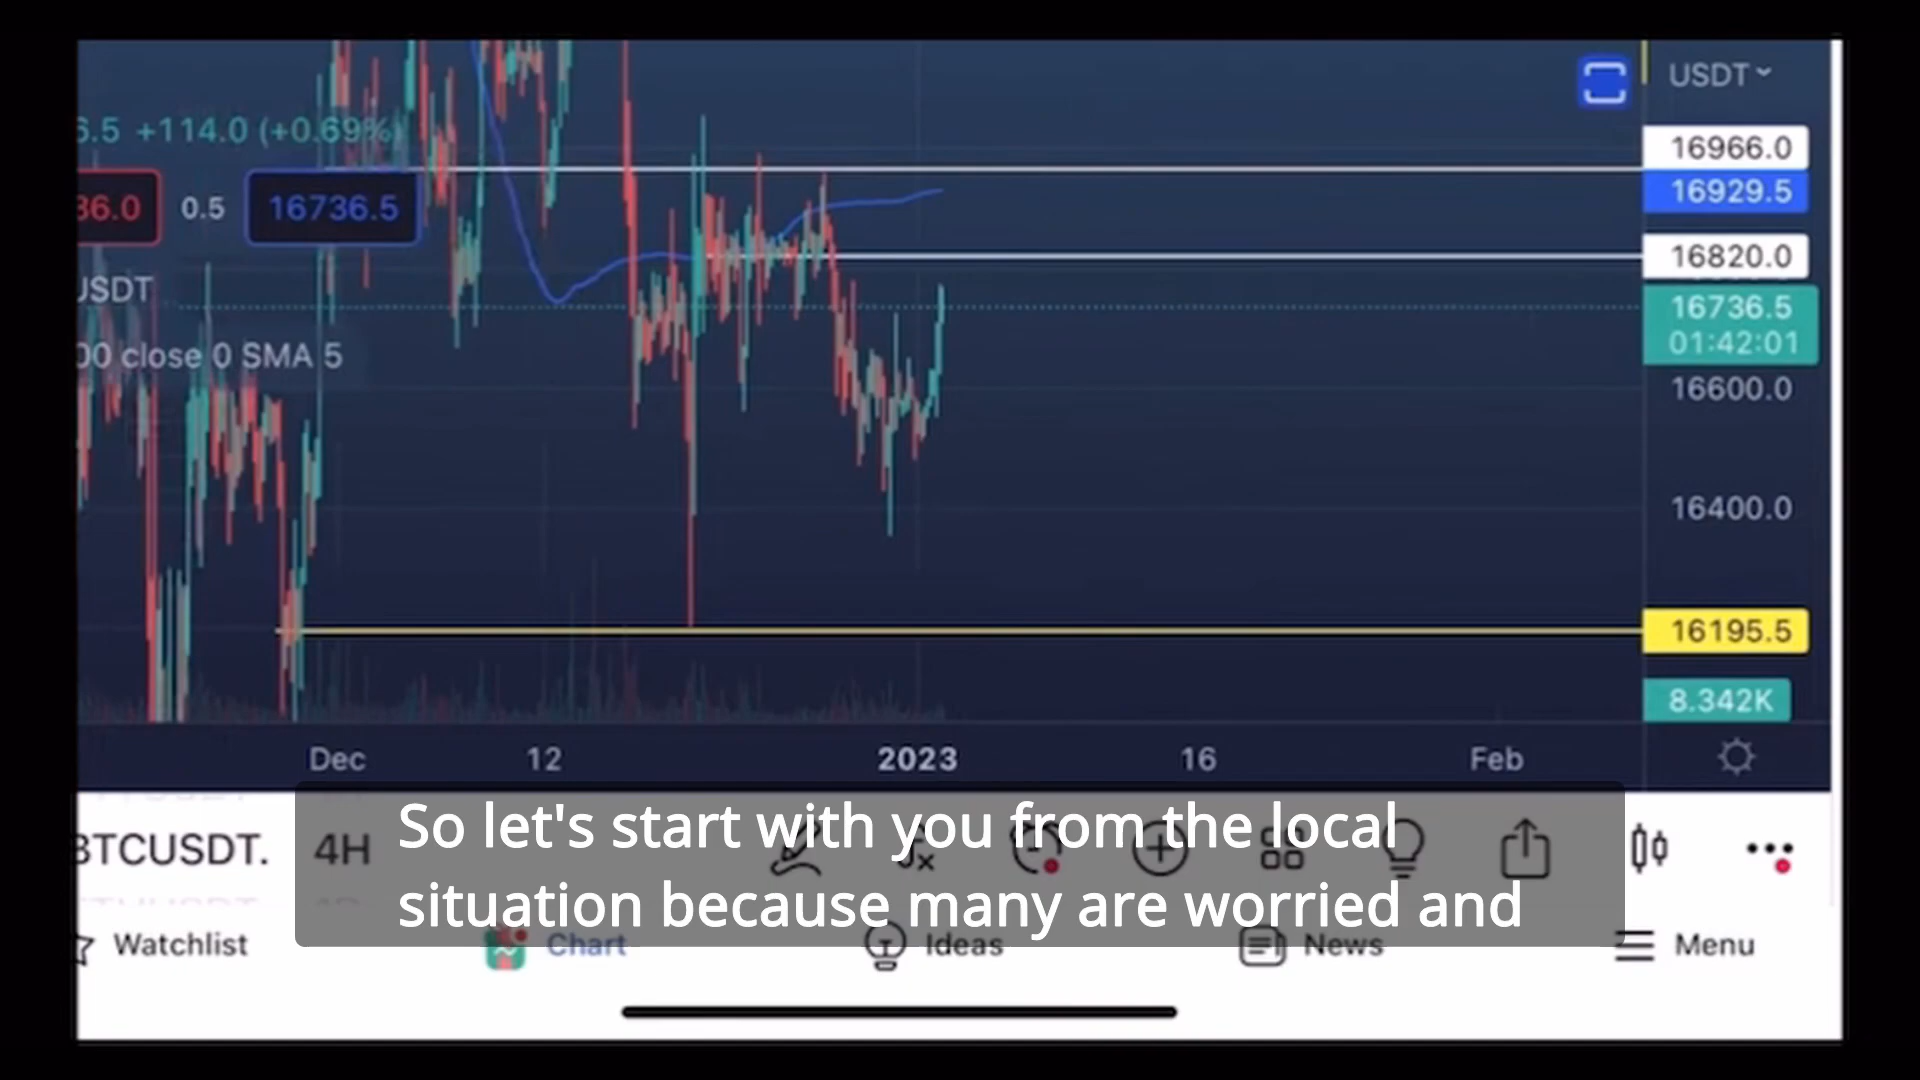 USDT
6.5 +114.0 (+0.69%)
16966.0
36.0 0.5 16736.5
16929.5
16820.0
USDT
16736.5
01:42:01
00 close 0 SMA 5
16600.0
16400.0
16195.5
8.342K
Dec 12 2023 16 Feb
BTCUSDT. 4H
So let's start with you from the local
situation because many are worried and
Watchlist Chart Ideas News Menu